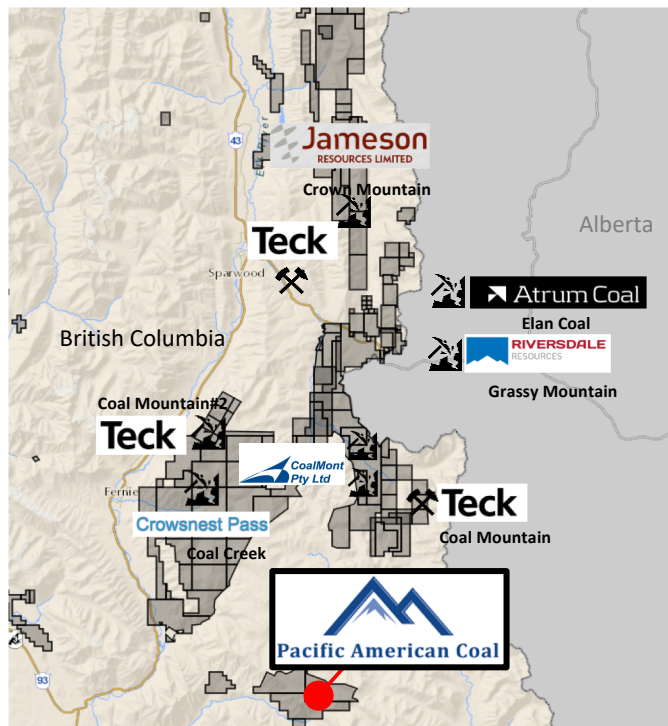 43
Elk River
Jameson
RESOURCES LIMITED
Crown Mountain
Teck
Alberta
Sparwood
Atrum Coal
Elan Coal
British Columbia
RIVERSDALE
RESOURCES
Grassy Mountain
Coal Mountain#2
Teck
CoalMont
Pty Ltd
Fernie
Teck
Crowsnest Pass
Coal Mountain
Coal Creek
Pacific American Coal
93